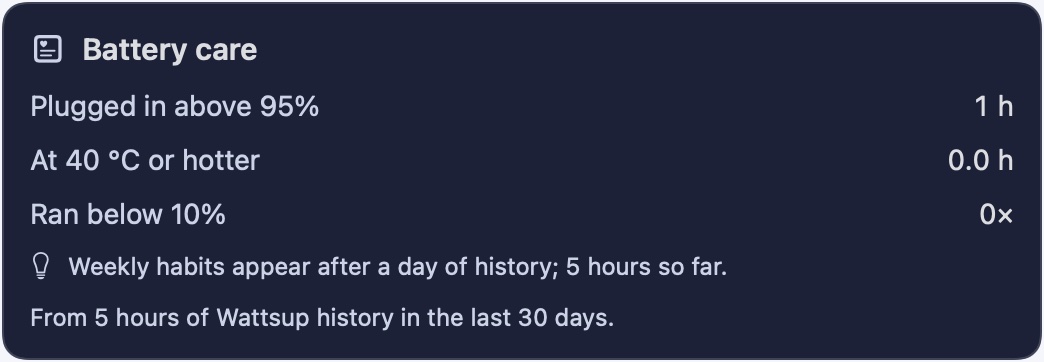 Battery care
Plugged in above 95% 1 h
At 40 °C or hotter 0.0 h
Ran below 10% 0×
Weekly habits appear after a day of history; 5 hours so far.
From 5 hours of Wattsup history in the last 30 days.